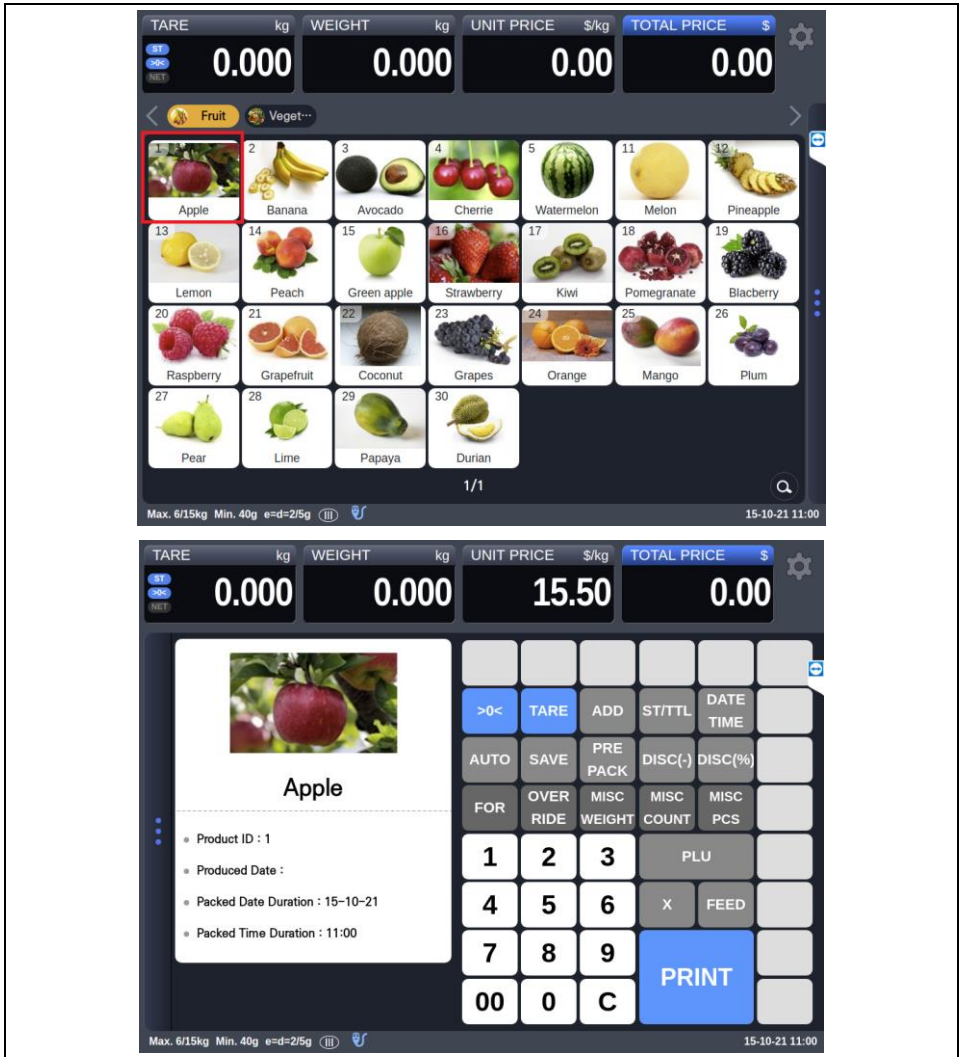 TARE kg WEIGHT kg UNIT PRICE $/kg TOTAL PRICE $
ST
>0<
NET
0.000 0.000 0.00 0.00
Fruit Veget···
1 2 3 4 5 11 12
Apple Banana Avocado Cherrie Watermelon Melon Pineapple
13 14 15 16 17 18 19
Lemon Peach Green apple Strawberry Kiwi Pomegranate Blacberry
20 21 22 23 24 25 26
Raspberry Grapefruit Coconut Grapes Orange Mango Plum
27 28 29 30
Pear Lime Papaya Durian
1/1
Max. 6/15kg Min. 40g e=d=2/5g III 15-10-21 11:00
TARE kg WEIGHT kg UNIT PRICE $/kg TOTAL PRICE $
ST
>0<
NET
0.000 0.000 15.50 0.00
Apple
Product ID : 1
Produced Date :
Packed Date Duration : 15-10-21
Packed Time Duration : 11:00
>0< TARE ADD ST/TTL DATE TIME
AUTO SAVE PRE PACK DISC(-) DISC(%)
FOR OVER RIDE MISC WEIGHT MISC COUNT MISC PCS
1 2 3 PLU
4 5 6 X FEED
7 8 9 PRINT
00 0 C
Max. 6/15kg Min. 40g e=d=2/5g III 15-10-21 11:00